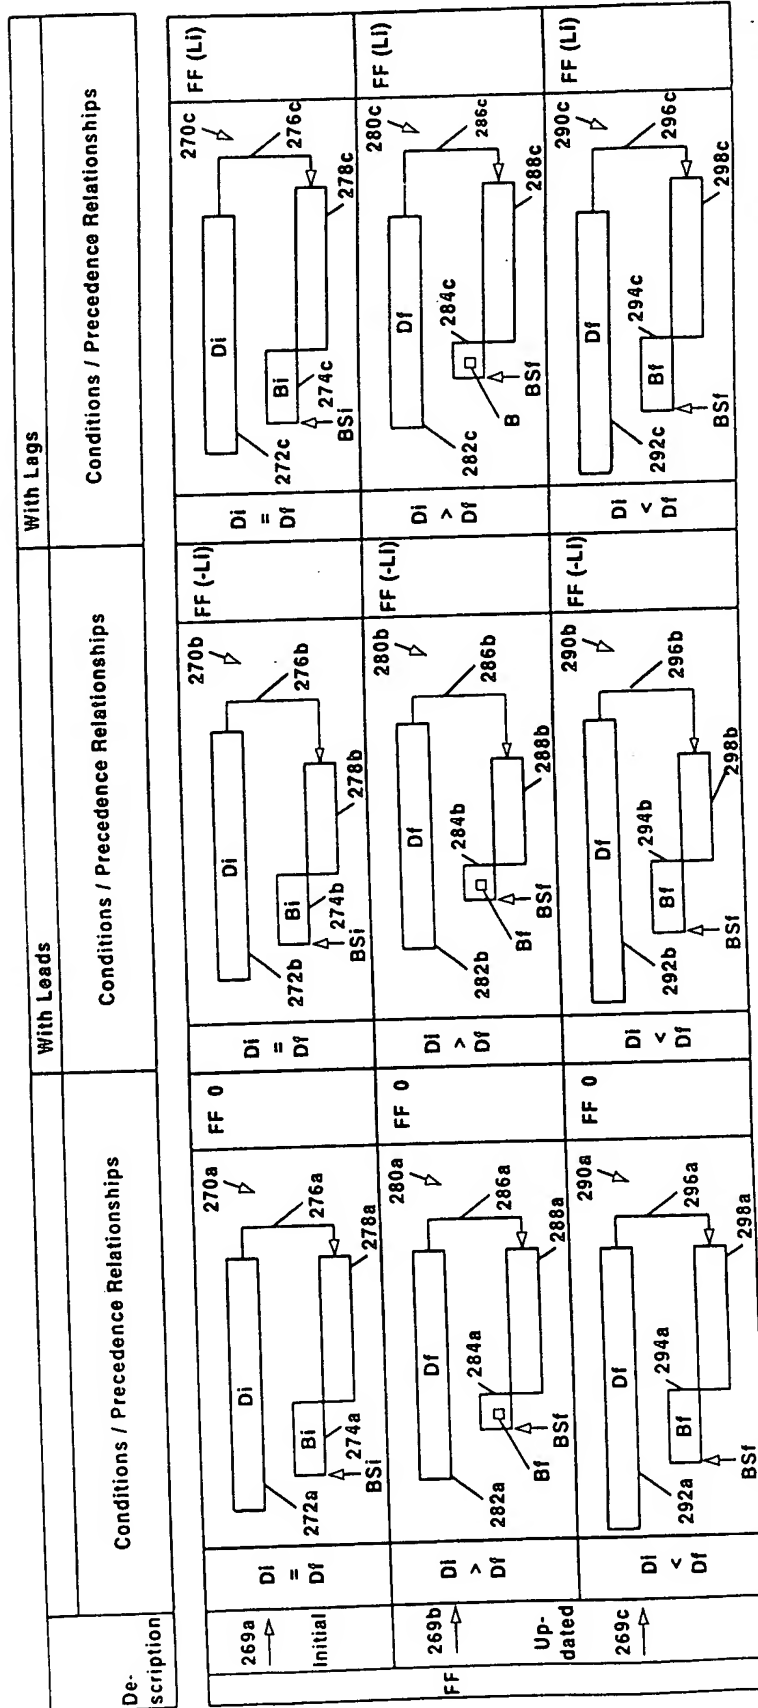 With Leads
With Lags
De-
scription
Conditions / Precedence Relationships
Conditions / Precedence Relationships
Conditions / Precedence Relationships
FF
269a
Initial
Di
=
Df
272a
Di
Bi
274a
BSi
270a
276a
278a
FF 0
Di
=
Df
272b
Di
Bi
274b
BSi
270b
276b
278b
FF (-Li)
Di
=
Df
272c
Di
Bi
274c
BSi
270c
276c
278c
FF (Li)
269b
Up-
dated
Di
>
Df
282a
Df
284a
Bf
BSf
280a
286a
288a
FF 0
Di
>
Df
282b
Df
284b
Bf
BSf
280b
286b
288b
FF (-Li)
Di
>
Df
282c
Df
284c
B
BSf
280c
286c
288c
FF (Li)
269c
Di
<
Df
292a
Df
294a
Bf
BSf
290a
296a
298a
FF 0
Di
<
Df
292b
Df
294b
Bf
BSf
290b
296b
298b
FF (-Li)
Di
<
Df
292c
Df
294c
Bf
BSf
290c
296c
298c
FF (Li)